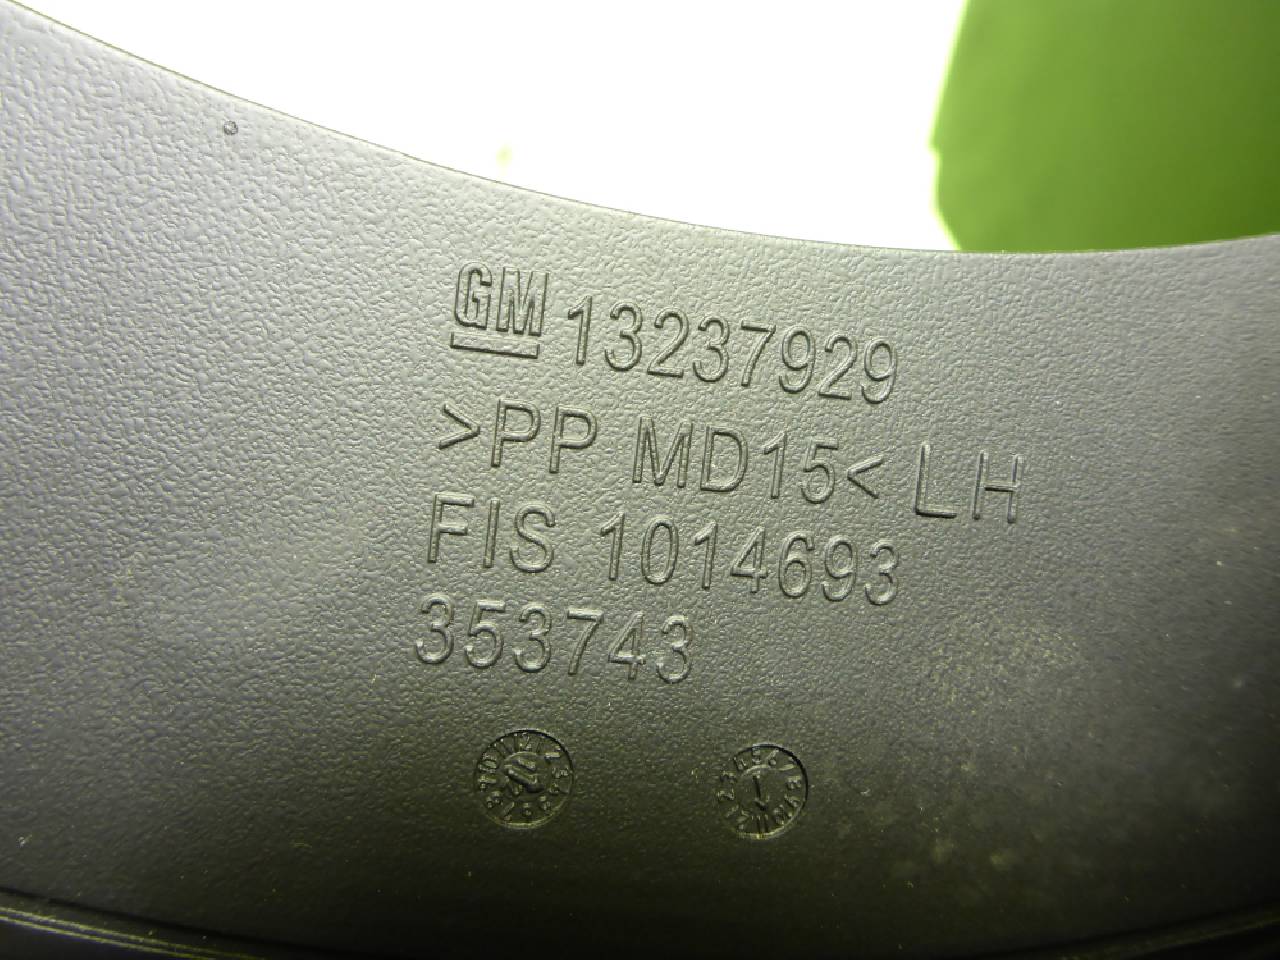 GM 13237929
>PP MD15< LH
FIS 1014693
353743